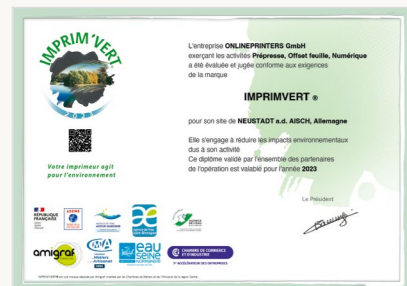 IMPRIM'VERT®
2023
Votre imprimeur agit
pour l'environnement
L'entreprise ONLINEPRINTERS GmbH
exerçant les activités Prépresse, Offset feuille, Numérique
a été évaluée et jugée conforme aux exigences
de la marque
IMPRIMVERT ®
pour son site de NEUSTADT a.d. AISCH, Allemagne
Elle s'engage à réduire les impacts environnementaux
dus à son activité
Ce diplôme validé par l'ensemble des partenaires
de l'opération est valable pour l'année 2023
Le Président
RÉPUBLIQUE
FRANÇAISE
ADEME
amigraf
CMA
eau
SEINE
NORMANDIE
CHAMBRE DE COMMERCE
ET D'INDUSTRIE